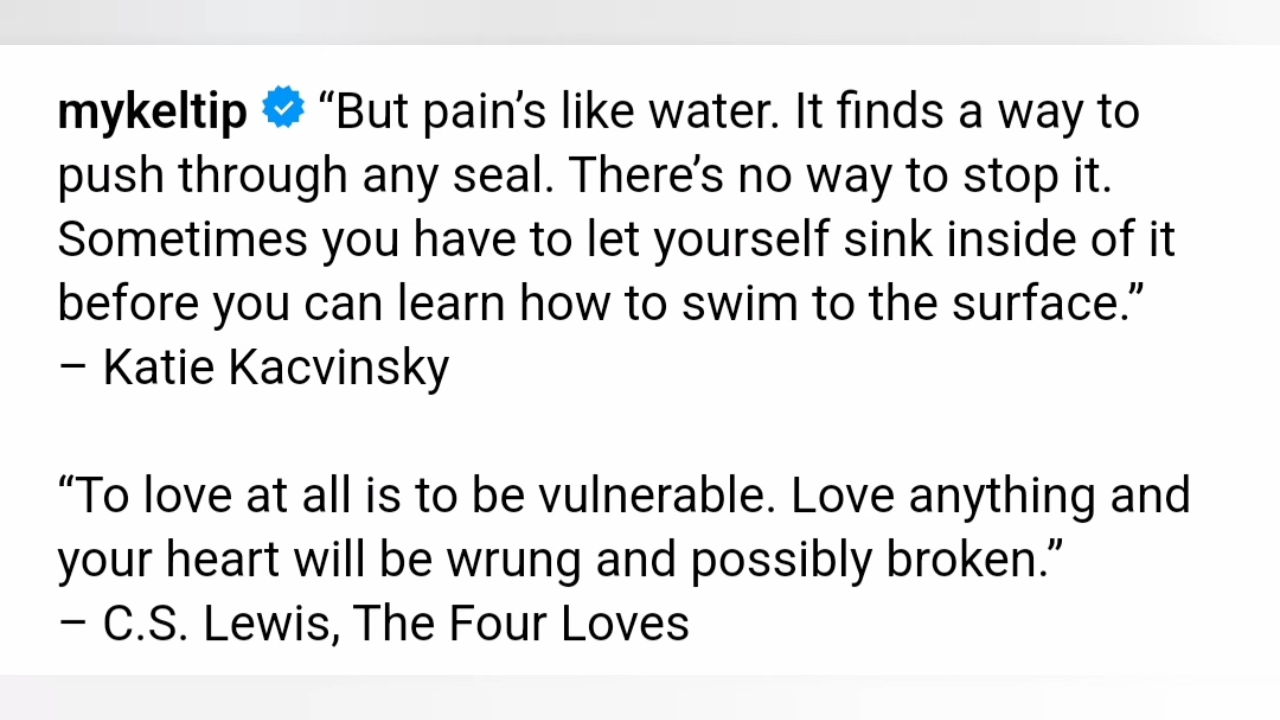 mykeltip “But pain’s like water. It finds a way to
push through any seal. There’s no way to stop it.
Sometimes you have to let yourself sink inside of it
before you can learn how to swim to the surface.”
– Katie Kacvinsky
“To love at all is to be vulnerable. Love anything and
your heart will be wrung and possibly broken.”
– C.S. Lewis, The Four Loves